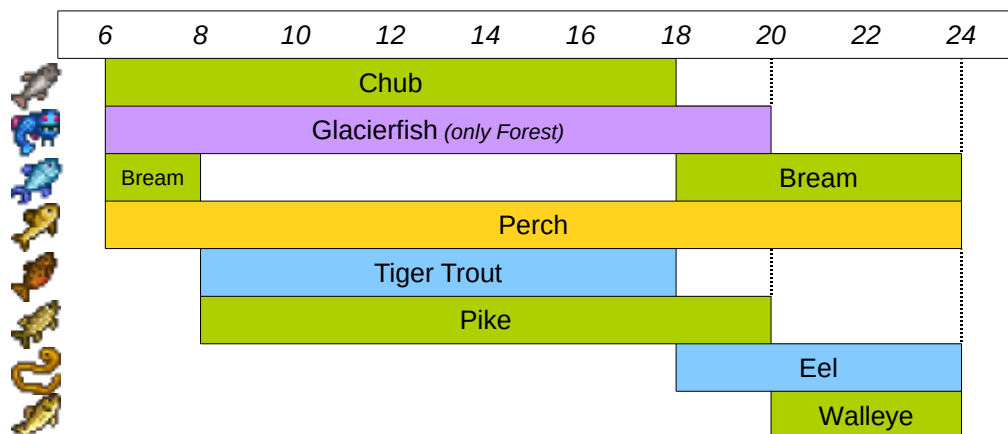 6 8 10 12 14 16 18 20 22 24
Chub
Glacierfish (only Forest)
Bream Bream
Perch
Tiger Trout
Pike
Eel
Walleye